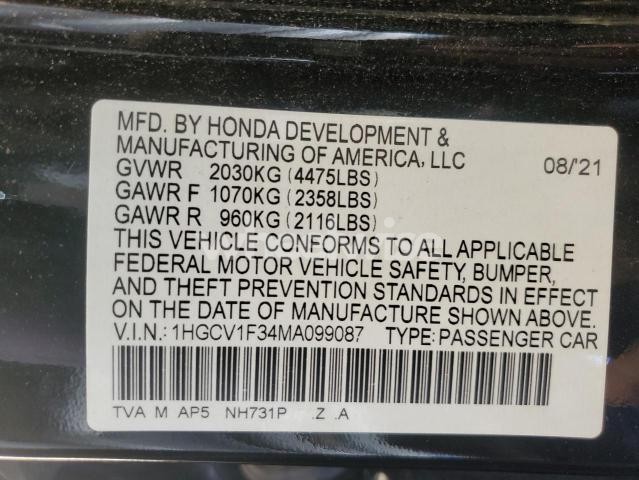 MFD. BY HONDA DEVELOPMENT &
MANUFACTURING OF AMERICA, LLC 08/'21
GVWR 2030KG (4475LBS)
GAWR F 1070KG (2358LBS)
GAWR R 960KG (2116LBS)
THIS VEHICLE CONFORMS TO ALL APPLICABLE
FEDERAL MOTOR VEHICLE SAFETY, BUMPER,
AND THEFT PREVENTION STANDARDS IN EFFECT
ON THE DATE OF MANUFACTURE SHOWN ABOVE.
V.I.N.: 1HGCV1F34MA099087 TYPE: PASSENGER CAR
TVA M AP5 NH731P .Z .A